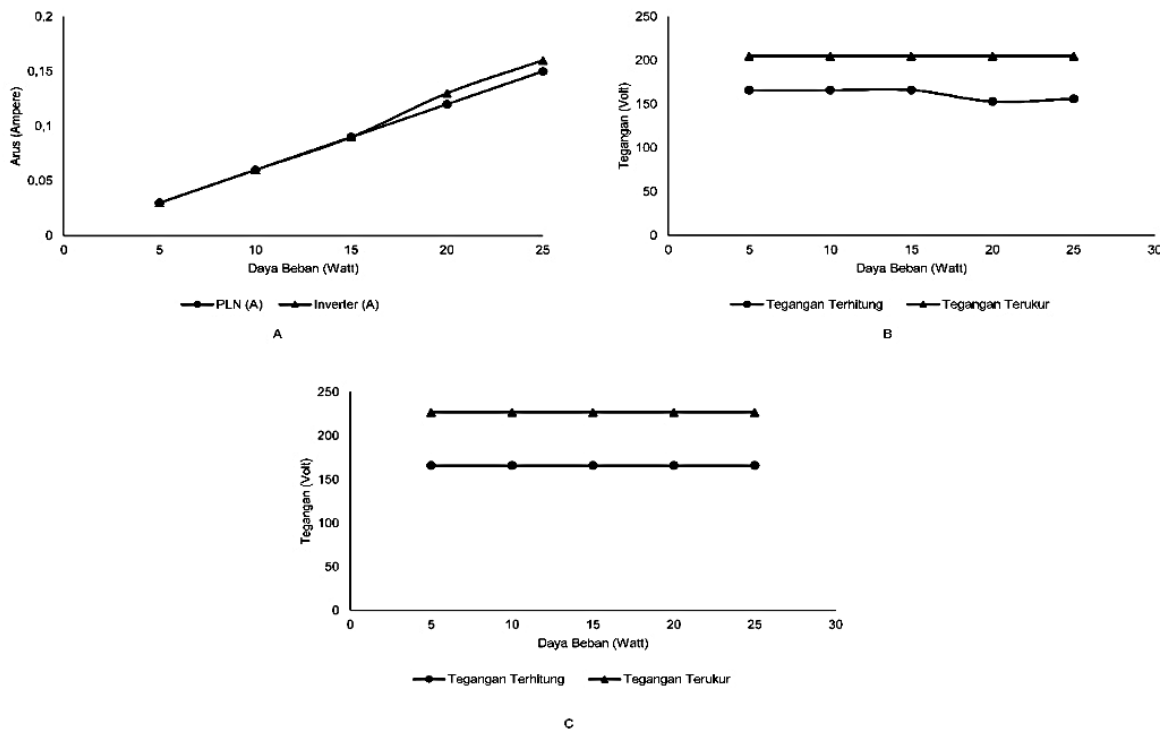 0.2
0,15
0,1
0,05
0
Arus (Ampere)
0 5 10 15 20 25
Daya Beban (Watt)
PLN (A) Inverter (A)
A
250
200
150
100
50
0
Tegangan (Volt)
0 5 10 15 20 25 30
Daya Beban (Watt)
Tegangan Terhitung Tegangan Terukur
B
250
200
150
100
50
0
Tegangan (Volt)
0 5 10 15 20 25 30
Daya Beban (Watt)
Tegangan Terhitung Tegangan Terukur
C